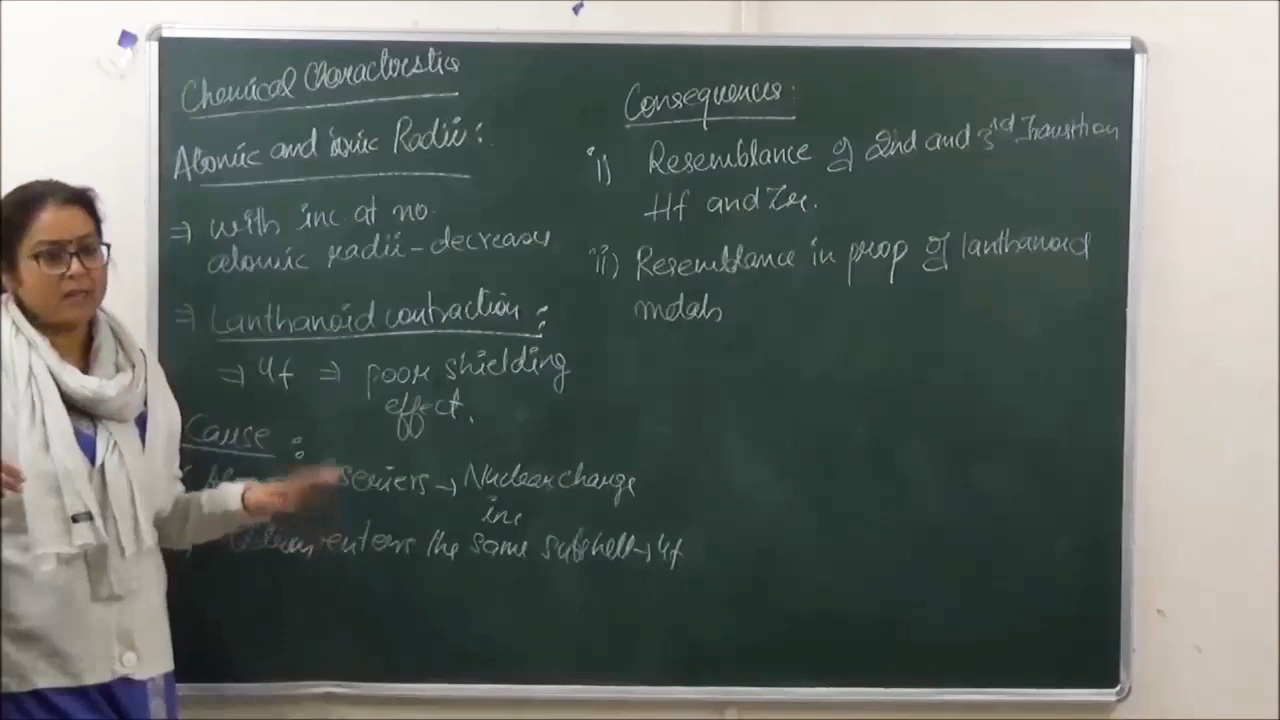 Chemical Characteristics
Atomic and ionic Radii:
⇒ with inc. at no.
atomic radii - decreases
⇒ Lanthanoid contraction:
⇒ 4f ⇒ poor shielding
effect.
Cause:
series → Nuclear charge
inc
enters the same subshell → 4f
Consequences:
i) Resemblance of 2nd and 3rd Transition
Hf and Zr.
ii) Resemblance in prop of lanthanoid
metals